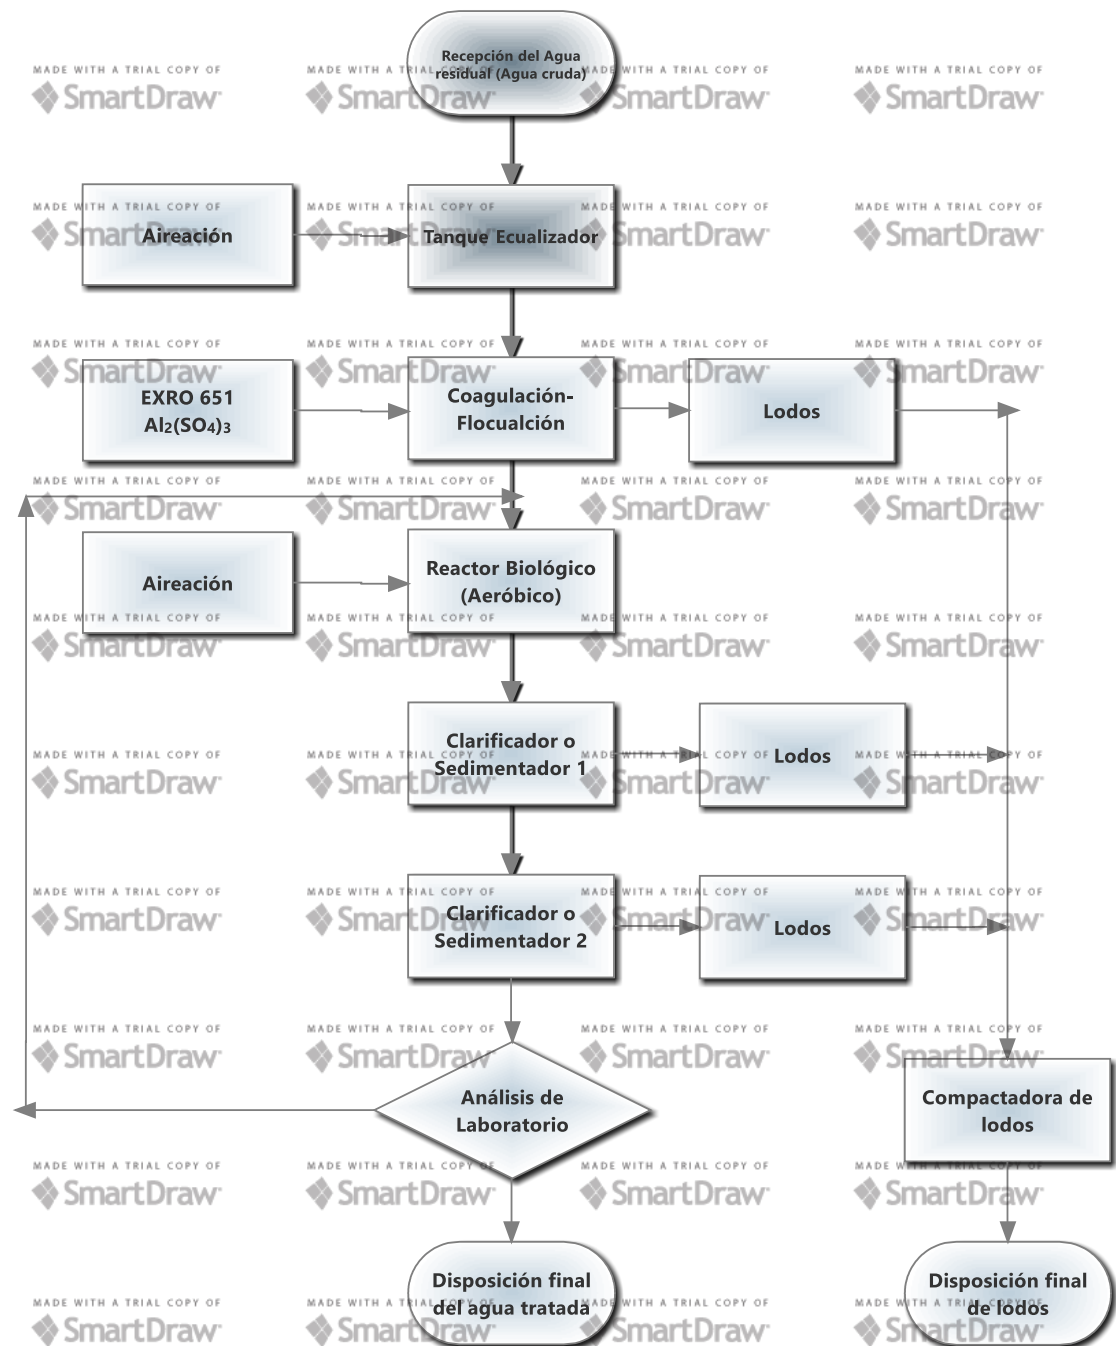 Recepción del Agua
residual (Agua cruda)
Aireación
Tanque Ecualizador
EXRO 651
Al₂(SO₄)₃
Coagulación-
Flocualción
Lodos
Aireación
Reactor Biológico
(Aeróbico)
Clarificador o
Sedimentador 1
Lodos
Clarificador o
Sedimentador 2
Lodos
Análisis de
Laboratorio
Compactadora de
lodos
Disposición final
del agua tratada
Disposición final
de lodos
MADE WITH A TRIAL COPY OF
SmartDraw